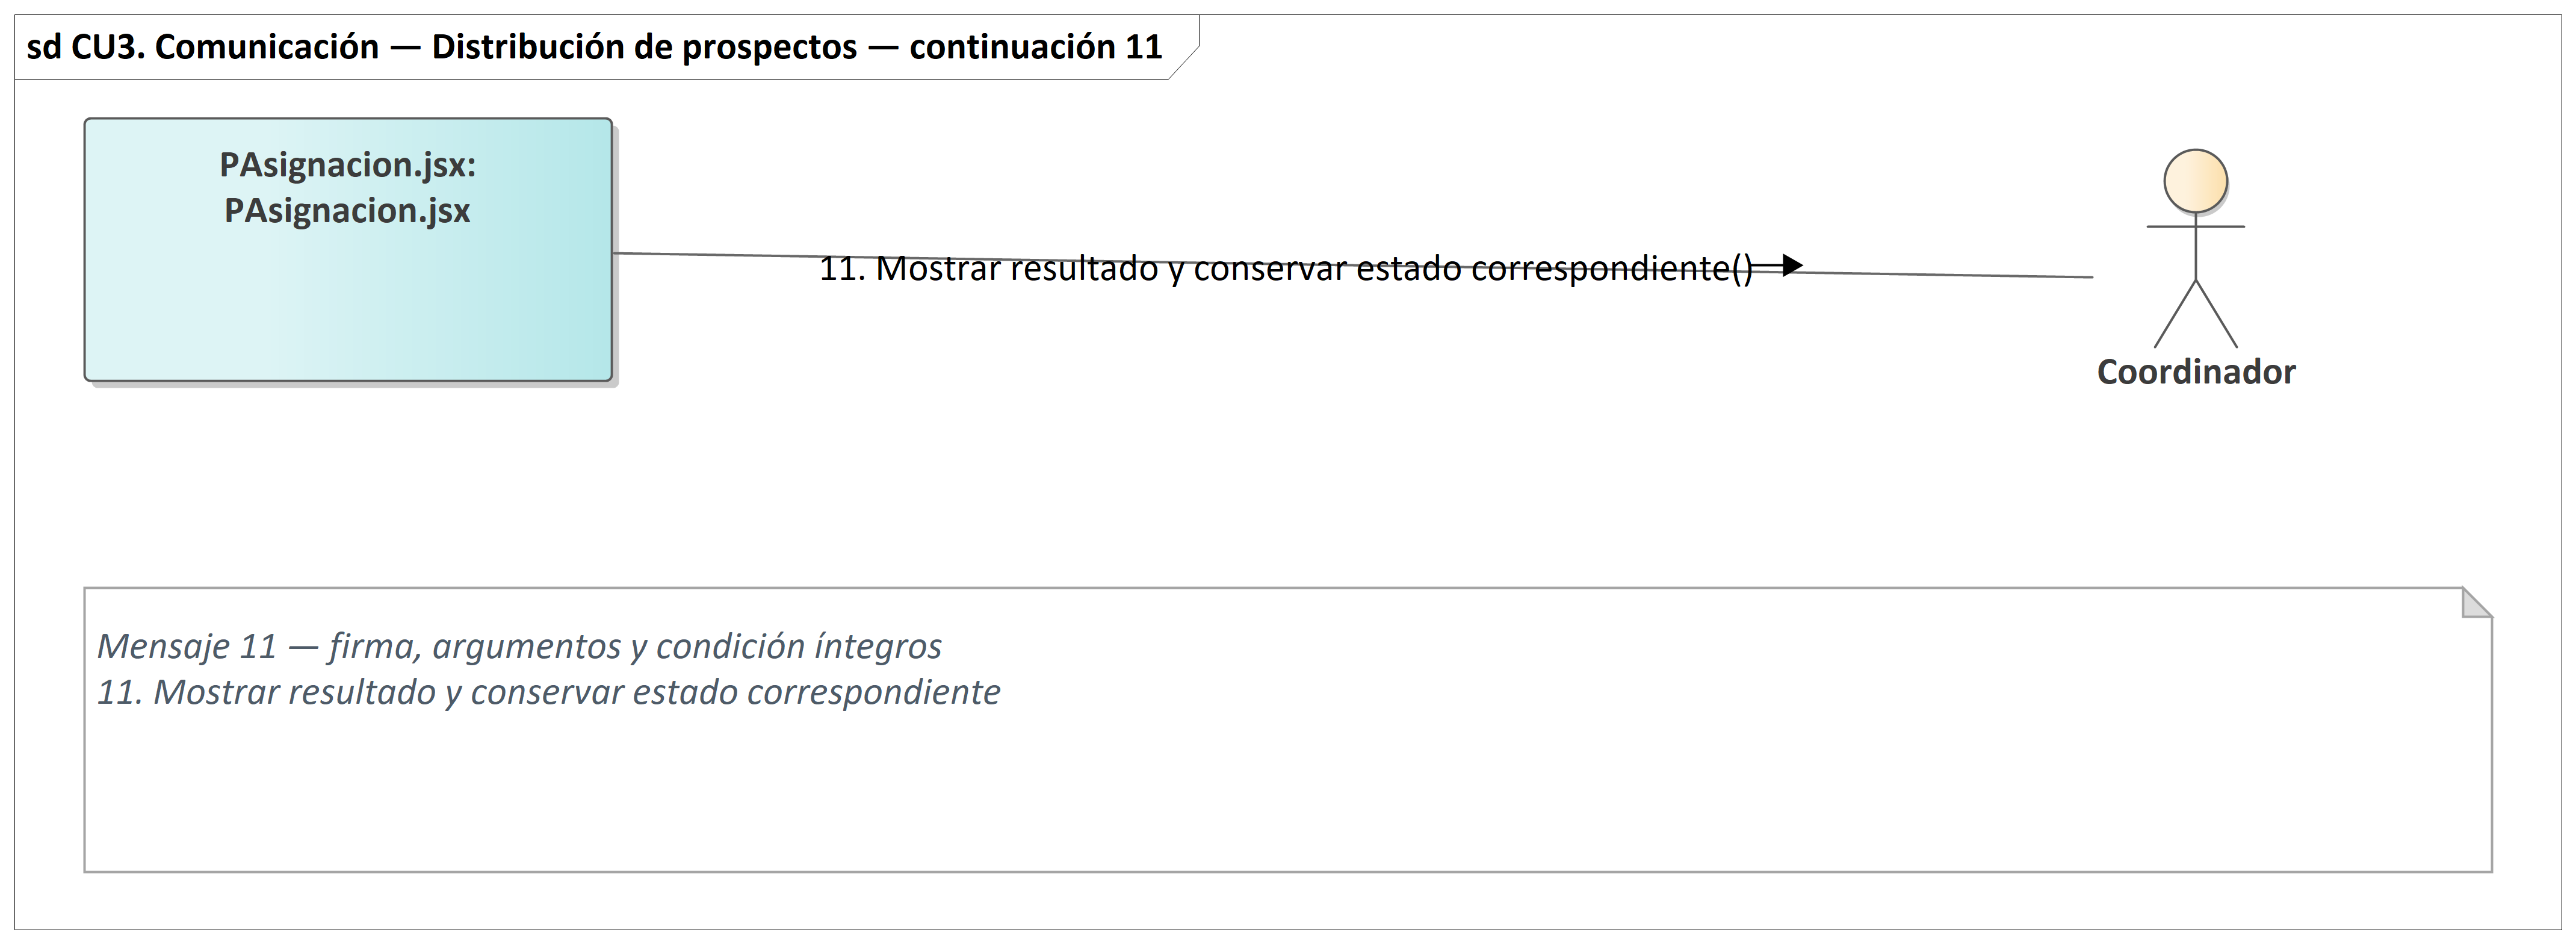 sd CU3. Comunicación — Distribución de prospectos — continuación 11
PAsignacion.jsx:
PAsignacion.jsx
11. Mostrar resultado y conservar estado correspondiente()
Coordinador
Mensaje 11 — firma, argumentos y condición íntegros
11. Mostrar resultado y conservar estado correspondiente